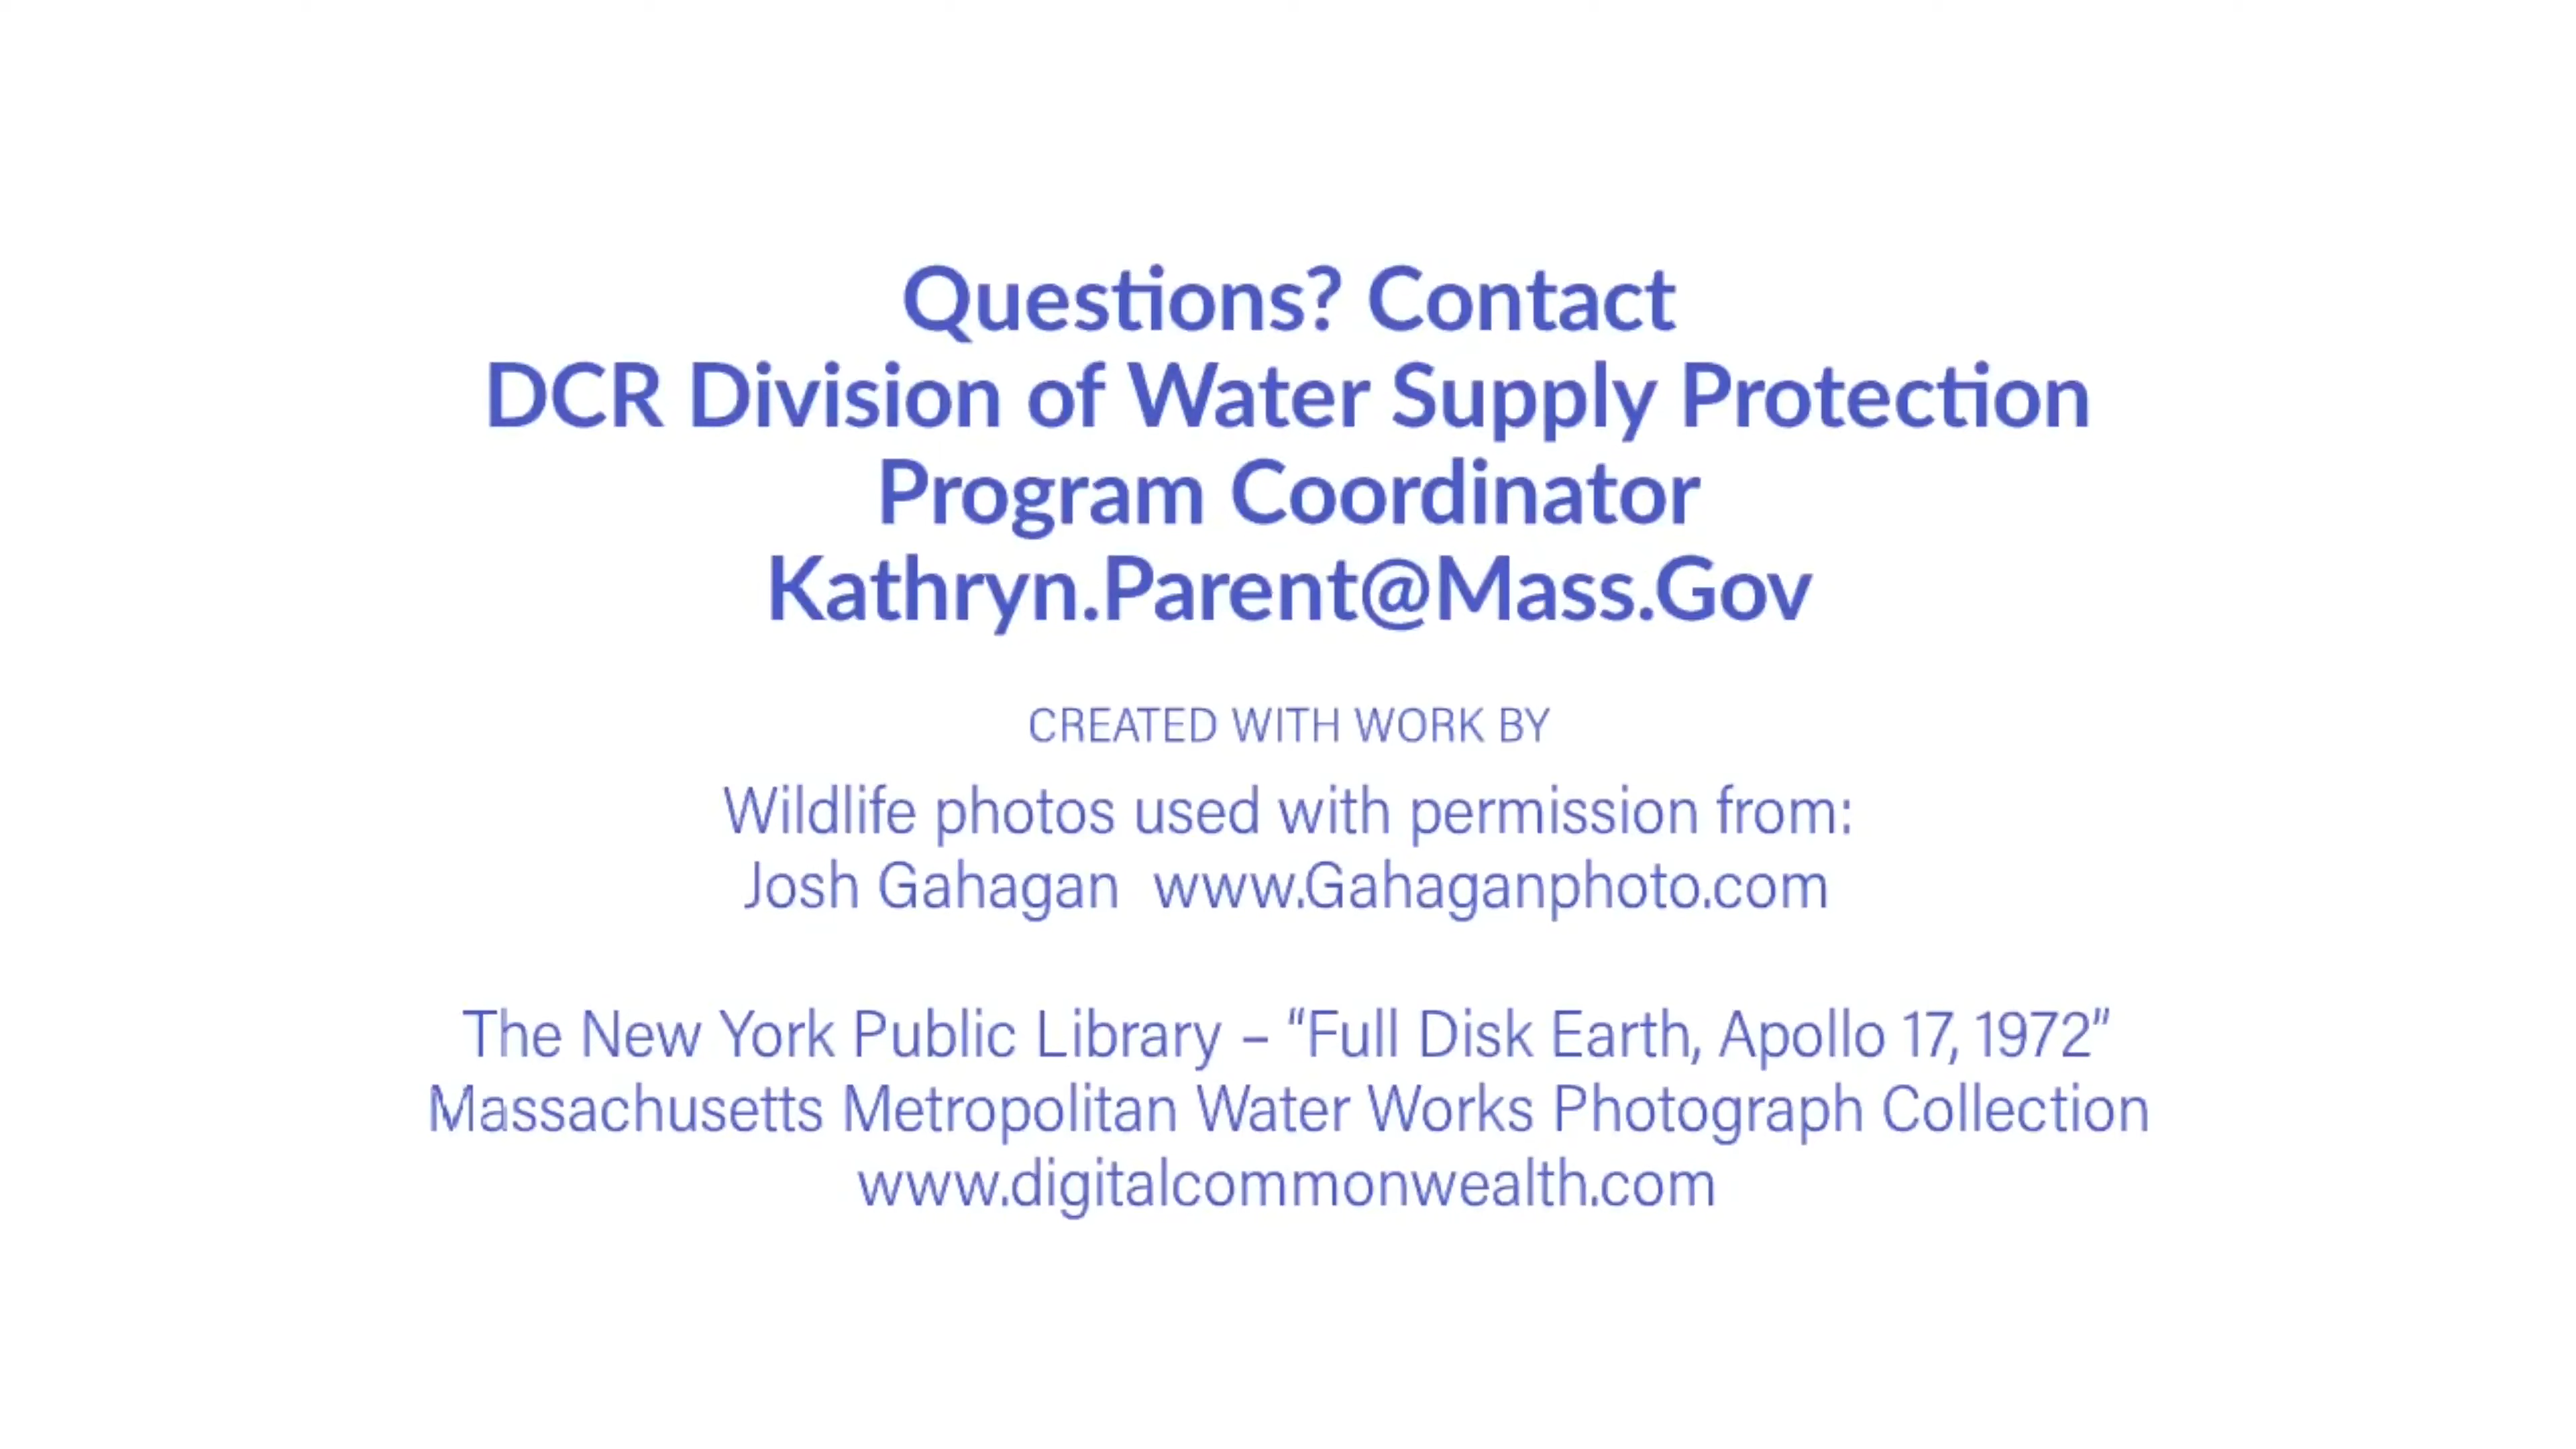 Questions? Contact
DCR Division of Water Supply Protection
Program Coordinator
Kathryn.Parent@Mass.Gov
CREATED WITH WORK BY
Wildlife photos used with permission from:
Josh Gahagan  www.Gahaganphoto.com
The New York Public Library – “Full Disk Earth, Apollo 17, 1972”
Massachusetts Metropolitan Water Works Photograph Collection
www.digitalcommonwealth.com